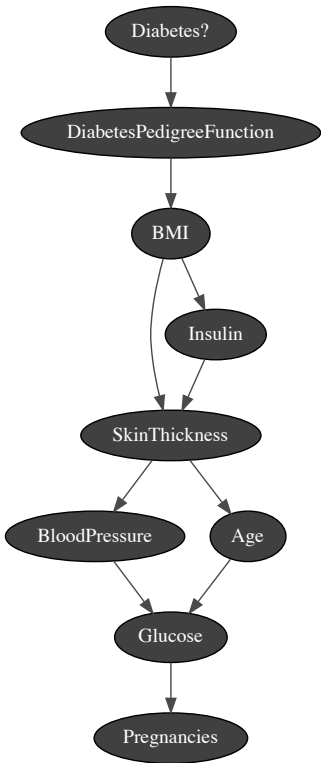 Diabetes?
DiabetesPedigreeFunction
BMI
Insulin
SkinThickness
BloodPressure
Age
Glucose
Pregnancies